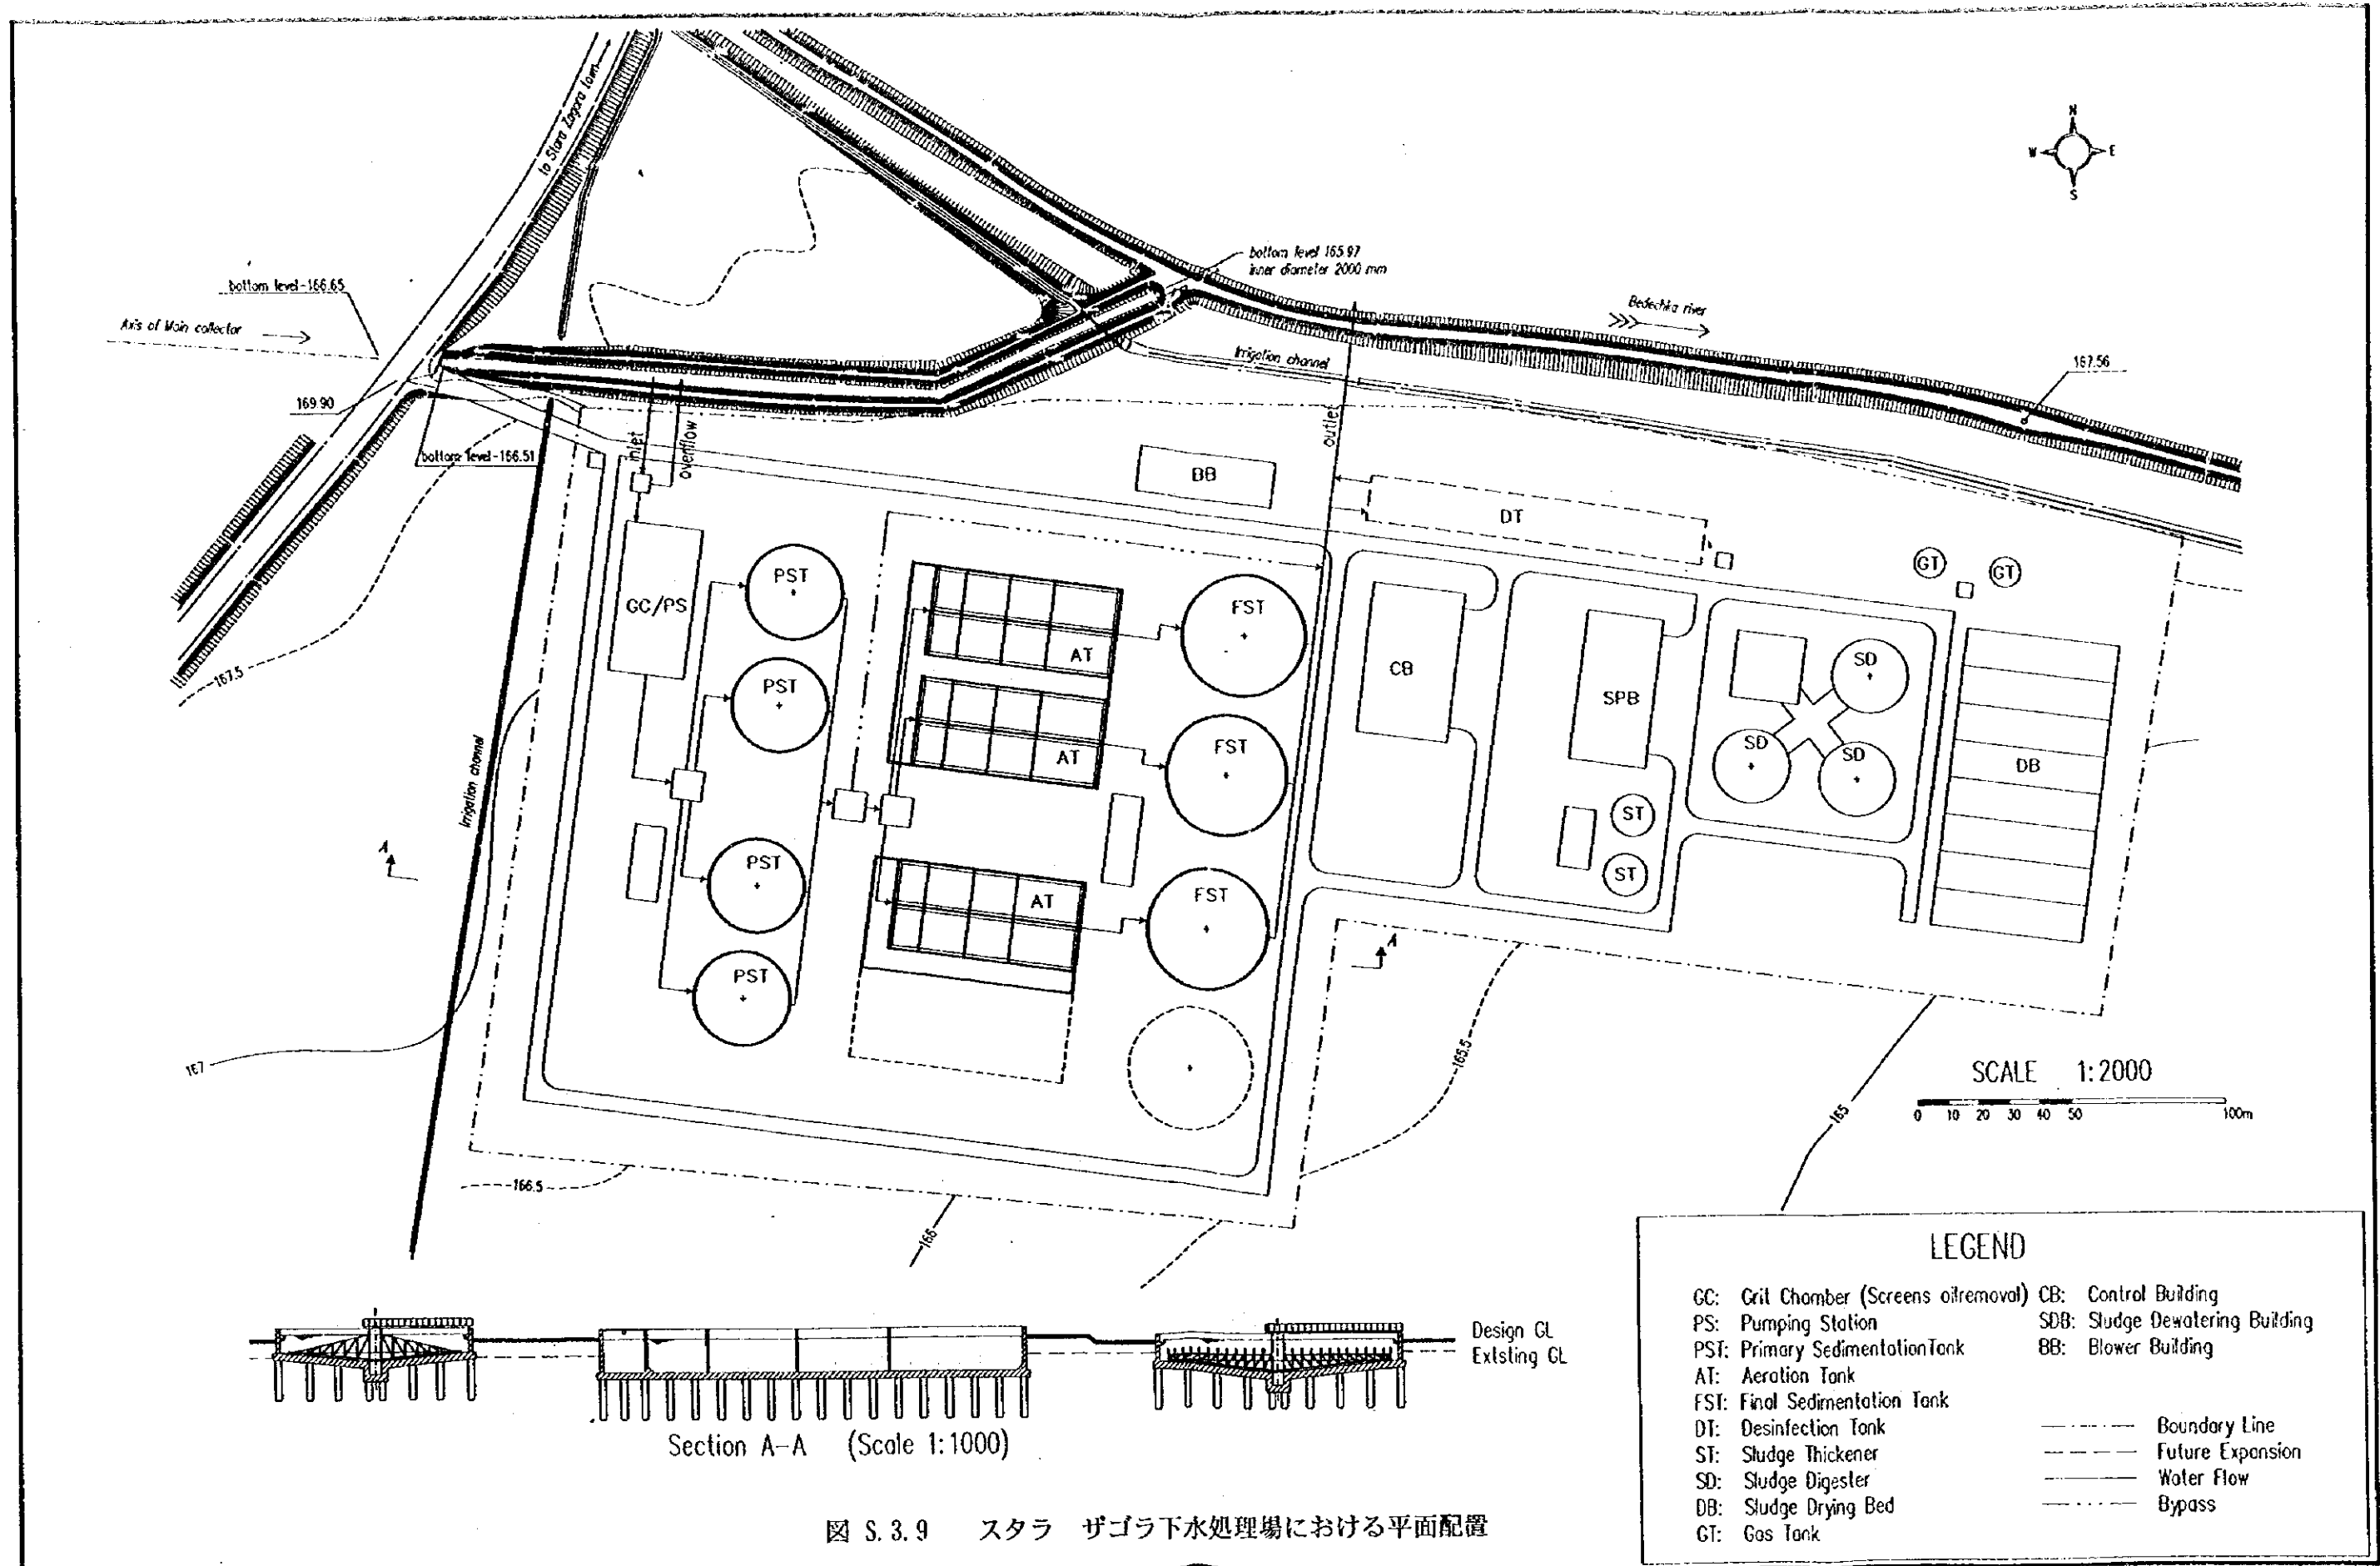 to Stara Zagora town
N
W
E
S
bottom level 165.97
inner diameter 2000 mm
bottom level-166.65
Axis of Main collector
Bedechka river
Irrigation channel
167.56
169.90
bottom level-166.51
inlet
overflow
outlet
BB
DT
GT
GT
PST
GC/PS
AT
FST
CB
SPB
SD
167.5
PST
AT
FST
SD
SD
DB
Irrigation channel
ST
ST
A
PST
AT
FST
A
PST
167
165.5
165
166.5
166
SCALE 1:2000
0 10 20 30 40 50 100m
LEGEND
GC: Grit Chamber (Screens oilremoval)
PS: Pumping Station
PST: Primary SedimentationTank
AT: Aeration Tank
FST: Final Sedimentation Tank
DT: Desinfection Tank
ST: Sludge Thickener
SD: Sludge Digester
DB: Sludge Drying Bed
GT: Gas Tank
CB: Control Building
SDB: Sludge Dewatering Building
BB: Blower Building
Boundary Line
Future Expansion
Water Flow
Bypass
Design GL
Existing GL
Section A-A (Scale 1:1000)
図 S.3.9 スタラ ザゴラ下水処理場における平面配置